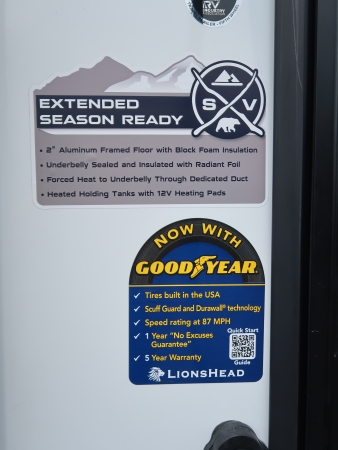 RV
EXTENDED
SEASON READY
S V
• 2" Aluminum Framed Floor with Block Foam Insulation
• Underbelly Sealed and Insulated with Radiant Foil
• Forced Heat to Underbelly Through Dedicated Duct
• Heated Holding Tanks with 12V Heating Pads
NOW WITH
GOODYEAR
✓ Tires built in the USA
✓ Scuff Guard and Durawall® technology
✓ Speed rating at 87 MPH
✓ 1 Year "No Excuses
Guarantee"
✓ 5 Year Warranty
Quick Start
Guide
LIONSHEAD